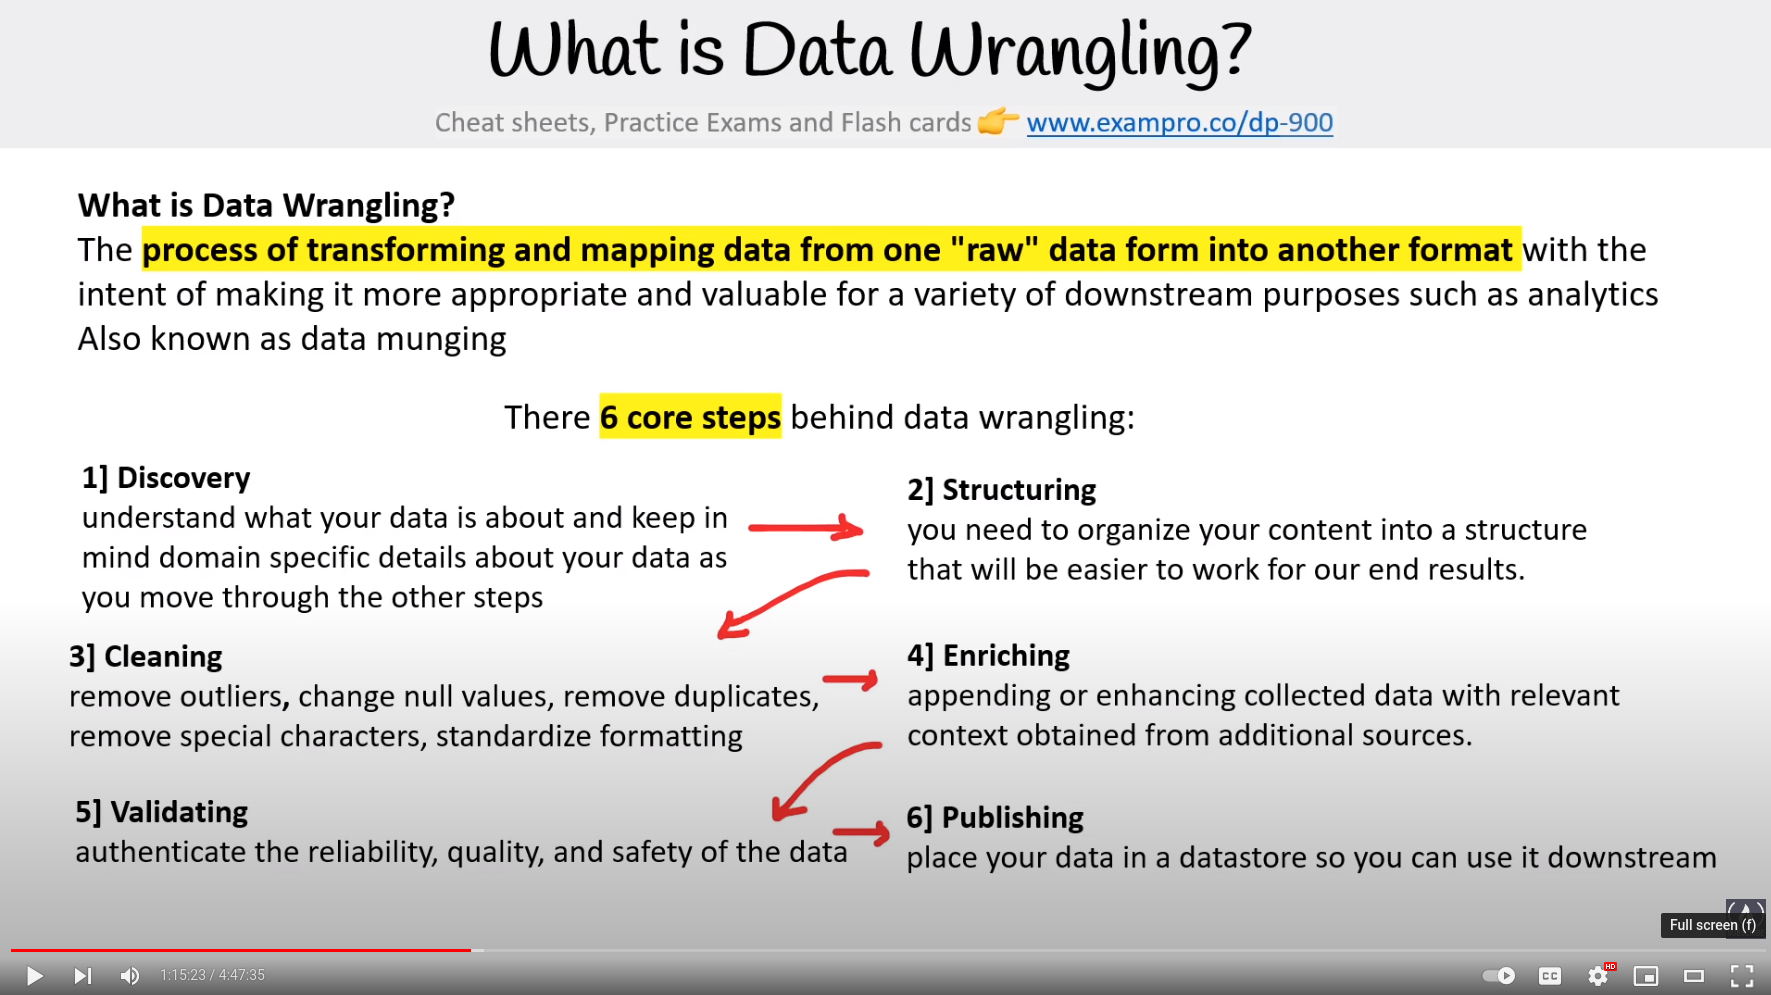 What is Data Wrangling?
Cheat sheets, Practice Exams and Flash cards 👉 www.exampro.co/dp-900
What is Data Wrangling?
The process of transforming and mapping data from one "raw" data form into another format with the
intent of making it more appropriate and valuable for a variety of downstream purposes such as analytics
Also known as data munging
There 6 core steps behind data wrangling:
1] Discovery
understand what your data is about and keep in
mind domain specific details about your data as
you move through the other steps
2] Structuring
you need to organize your content into a structure
that will be easier to work for our end results.
3] Cleaning
remove outliers, change null values, remove duplicates,
remove special characters, standardize formatting
4] Enriching
appending or enhancing collected data with relevant
context obtained from additional sources.
5] Validating
authenticate the reliability, quality, and safety of the data
6] Publishing
place your data in a datastore so you can use it downstream
Full screen (f)
1:15:23 / 4:47:35
CC
HD